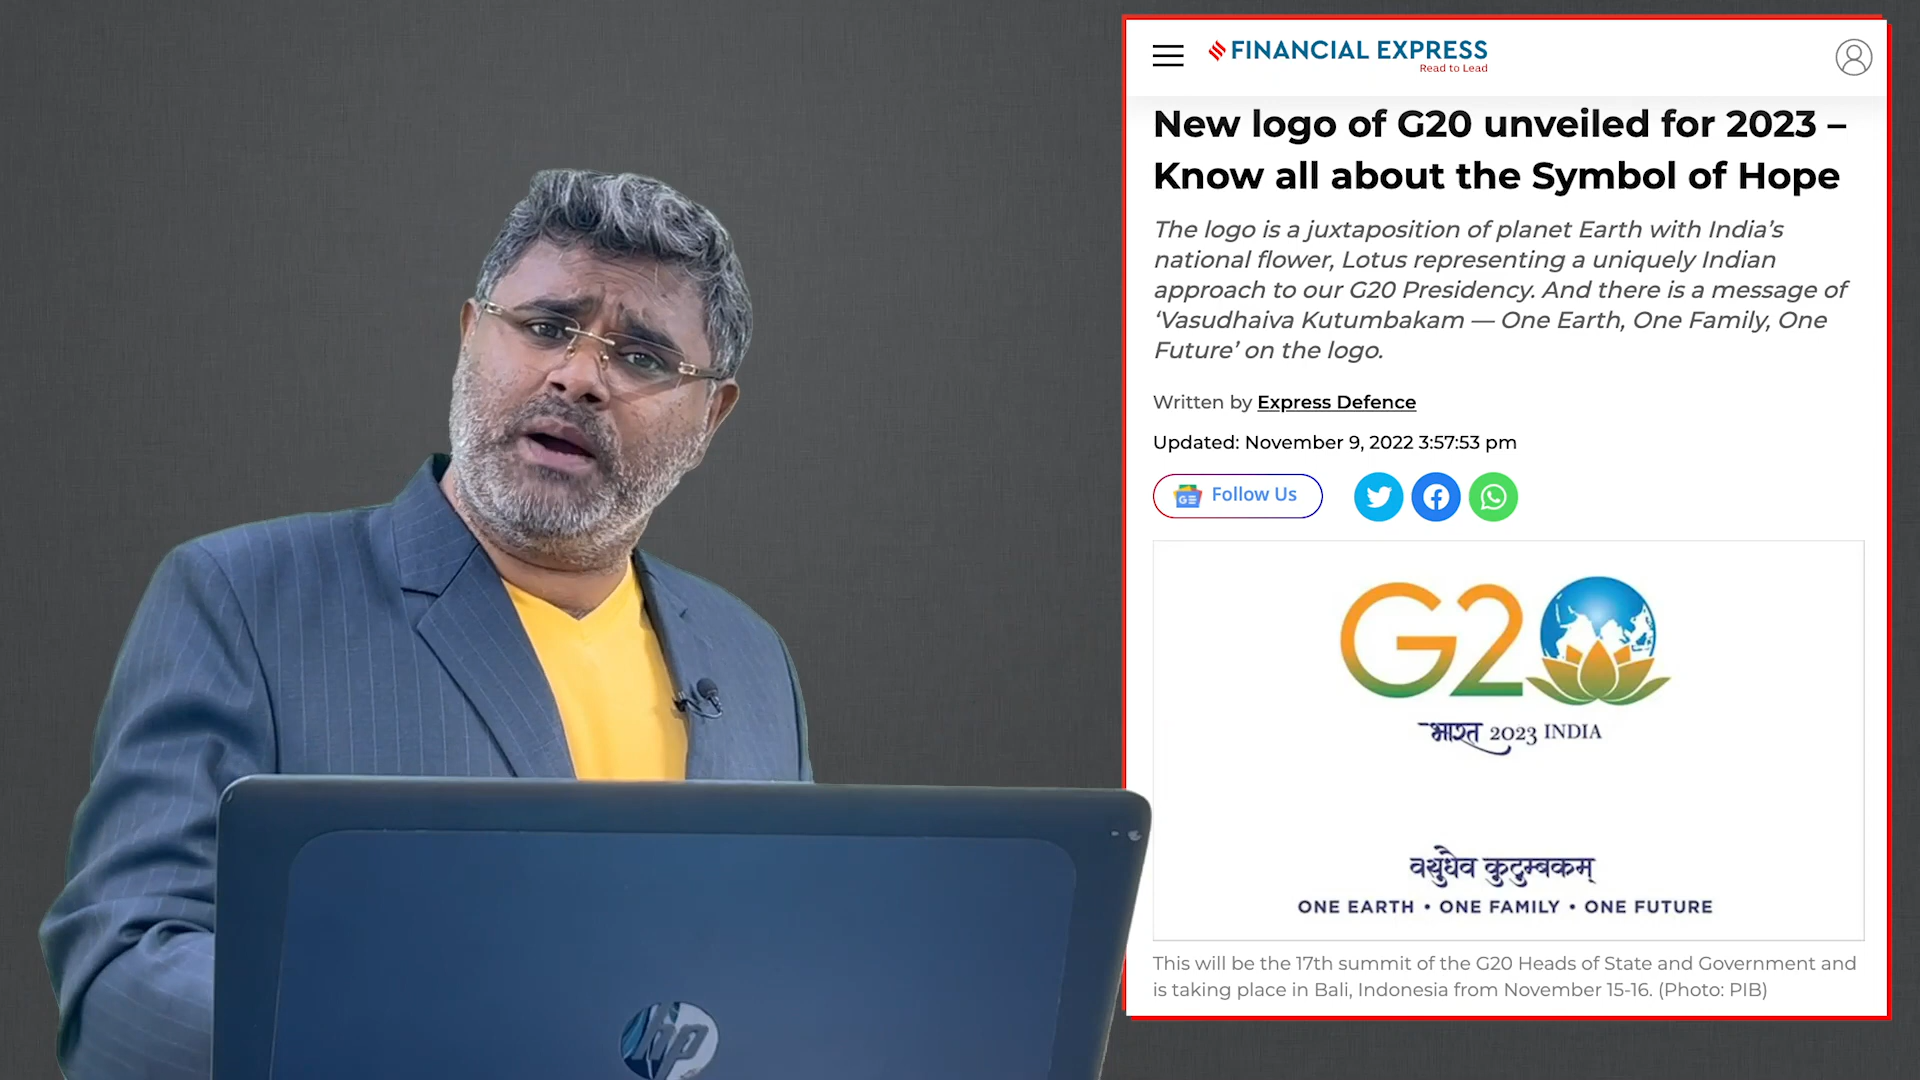 FINANCIAL EXPRESS
Read to Lead
New logo of G20 unveiled for 2023 –
Know all about the Symbol of Hope
The logo is a juxtaposition of planet Earth with India’s
national flower, Lotus representing a uniquely Indian
approach to our G20 Presidency. And there is a message of
‘Vasudhaiva Kutumbakam — One Earth, One Family, One
Future’ on the logo.
Written by Express Defence
Updated: November 9, 2022 3:57:53 pm
GE Follow Us
G20
भारत 2023 INDIA
वसुधैव कुटुम्बकम्
ONE EARTH • ONE FAMILY • ONE FUTURE
This will be the 17th summit of the G20 Heads of State and Government and
is taking place in Bali, Indonesia from November 15-16. (Photo: PIB)
hp